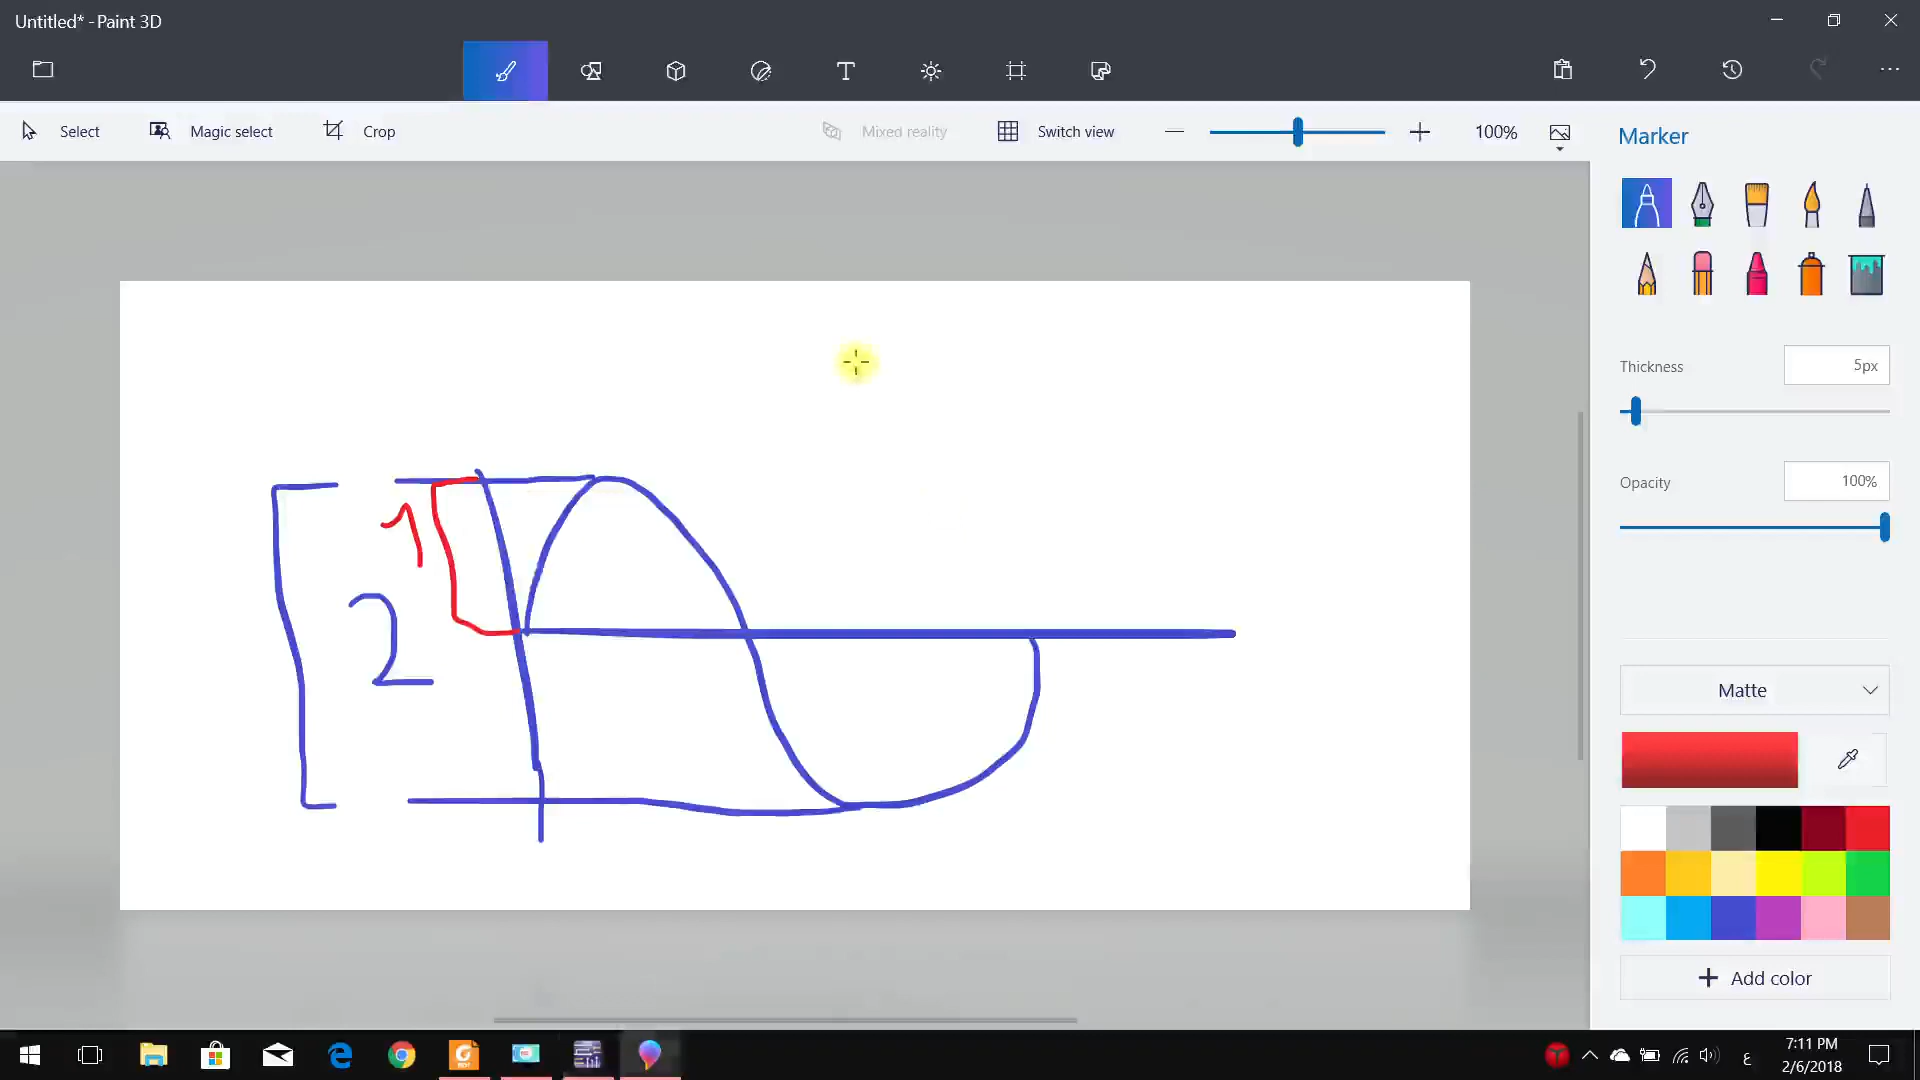 Untitled* - Paint 3D
Select
Magic select
Crop
Mixed reality
Switch view
100%
Marker
Thickness
5px
Opacity
100%
Matte
Add color
1
2
ع
7:11 PM
2/6/2018